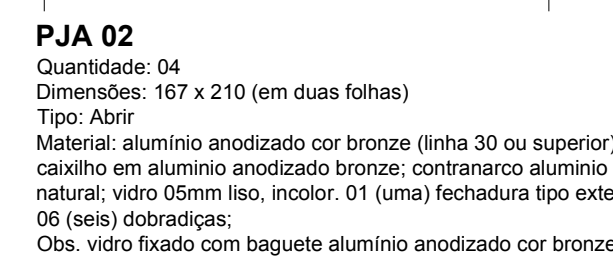 PJA 02
Quantidade: 04
Dimensões: 167 x 210 (em duas folhas)
Tipo: Abrir
Material: alumínio anodizado cor bronze (linha 30 ou superior)
caixilho em aluminio anodizado bronze; contranarco aluminio
natural; vidro 05mm liso, incolor. 01 (uma) fechadura tipo exte
06 (seis) dobradiças;
Obs. vidro fixado com baguete alumínio anodizado cor bronze